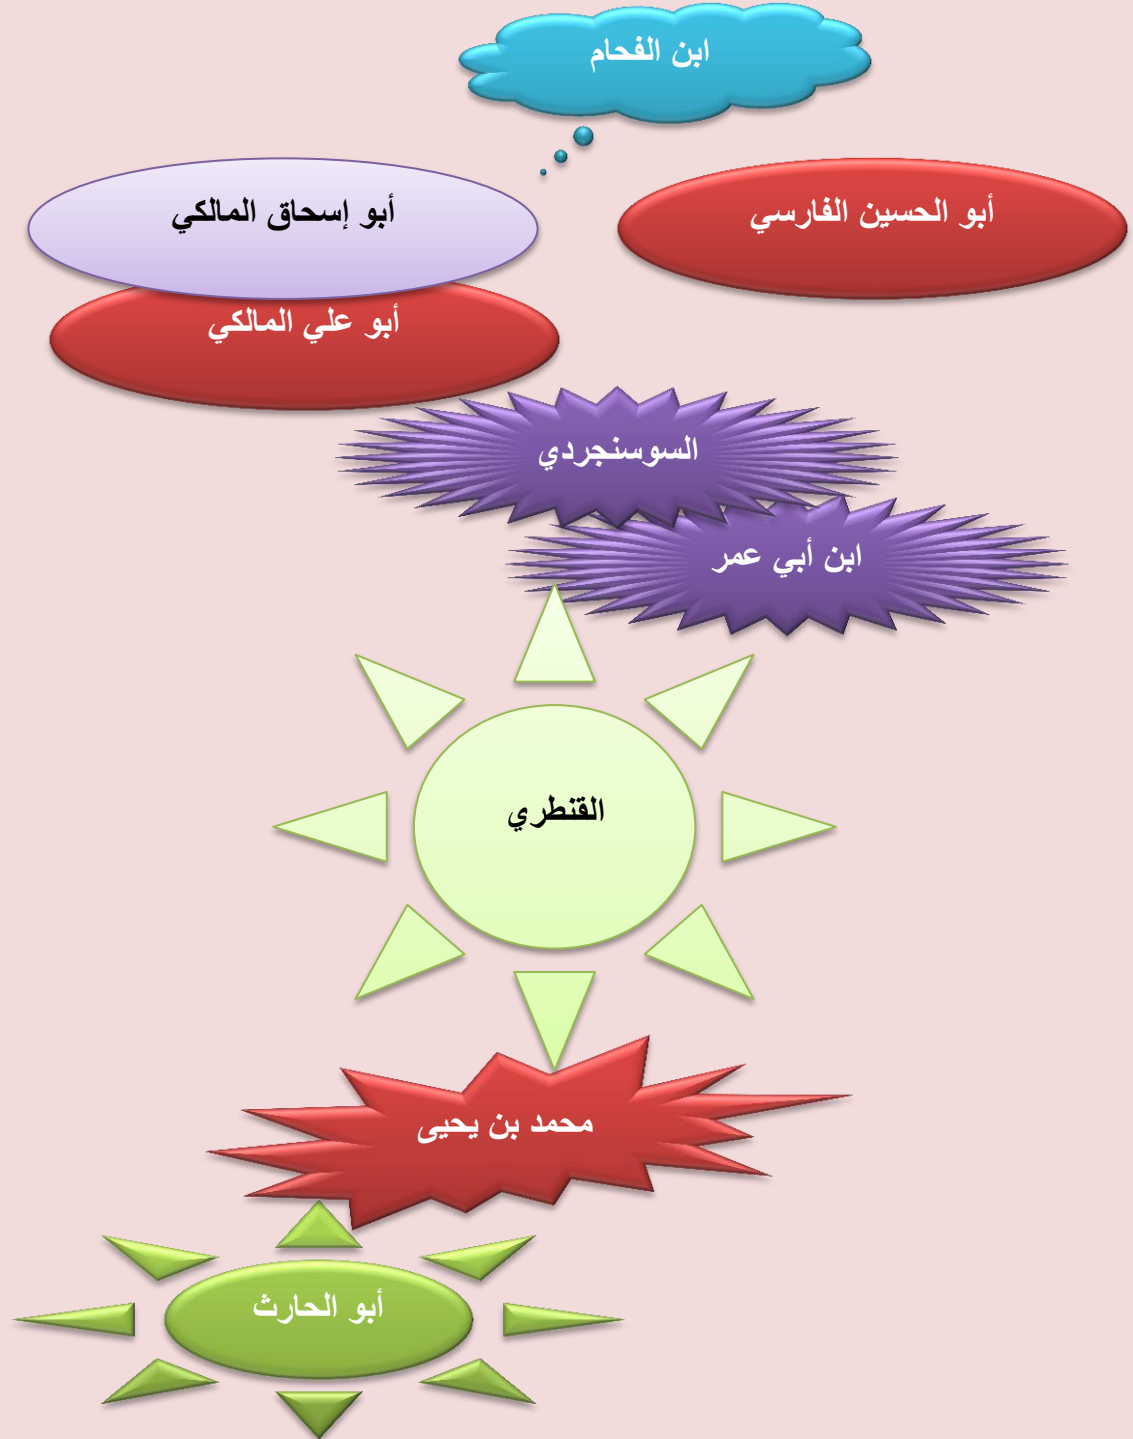 ابن الفحام
أبو الحسين الفارسي
أبو إسحاق المالكي
أبو علي المالكي
السوسنجردي
ابن أبي عمر
القنطري
محمد بن يحيى
أبو الحارث